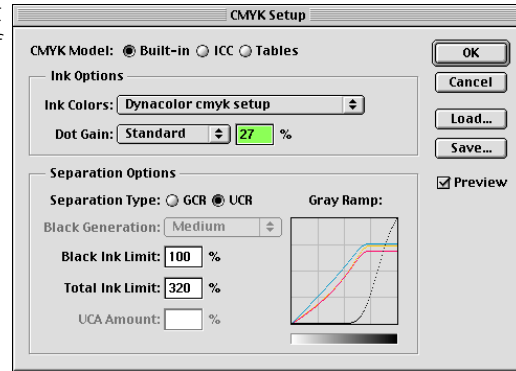 CMYK Setup
CMYK Model: Built-in ICC Tables
Ink Options
Ink Colors: Dynacolor cmyk setup
Dot Gain: Standard 27 %
Separation Options
Separation Type: GCR UCR
Black Generation: Medium
Black Ink Limit: 100 %
Total Ink Limit: 320 %
UCA Amount: %
Gray Ramp:
OK
Cancel
Load...
Save...
Preview